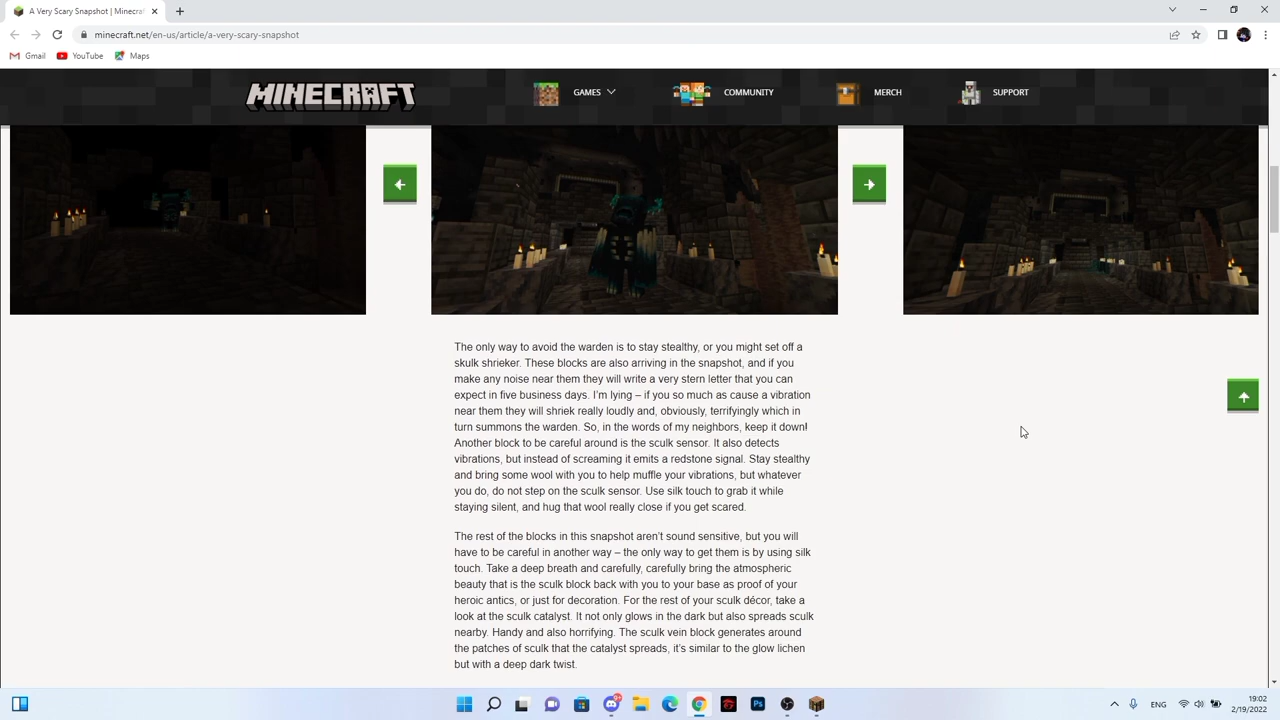 A Very Scary Snapshot | Minecraf
minecraft.net/en-us/article/a-very-scary-snapshot
Gmail
YouTube
Maps
MINECRAFT
GAMES
COMMUNITY
MERCH
SUPPORT
The only way to avoid the warden is to stay stealthy, or you might set off a
skulk shrieker. These blocks are also arriving in the snapshot, and if you
make any noise near them they will write a very stern letter that you can
expect in five business days. I’m lying – if you so much as cause a vibration
near them they will shriek really loudly and, obviously, terrifyingly which in
turn summons the warden. So, in the words of my neighbors, keep it down!
Another block to be careful around is the sculk sensor. It also detects
vibrations, but instead of screaming it emits a redstone signal. Stay stealthy
and bring some wool with you to help muffle your vibrations, but whatever
you do, do not step on the sculk sensor. Use silk touch to grab it while
staying silent, and hug that wool really close if you get scared.
The rest of the blocks in this snapshot aren’t sound sensitive, but you will
have to be careful in another way – the only way to get them is by using silk
touch. Take a deep breath and carefully, carefully bring the atmospheric
beauty that is the sculk block back with you to your base as proof of your
heroic antics, or just for decoration. For the rest of your sculk décor, take a
look at the sculk catalyst. It not only glows in the dark but also spreads sculk
nearby. Handy and also horrifying. The sculk vein block generates around
the patches of sculk that the catalyst spreads, it’s similar to the glow lichen
but with a deep dark twist.
ENG
19:02
2/19/2022